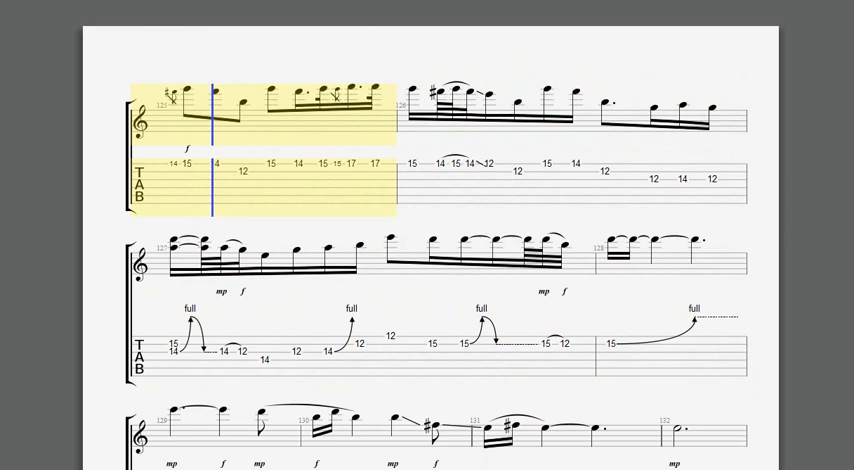 125 126
f
14 15 14 12 15 14 15 15 17 17 15 14 15 14 12 12 15 14 12 12 14 12
T
A
B
127 128
mp f mp f
full full full full
15 14 14 12 14 12 14 12 12 15 15 15 12 15
T
A
B
129 130 131 132
mp f mp f mp f mp